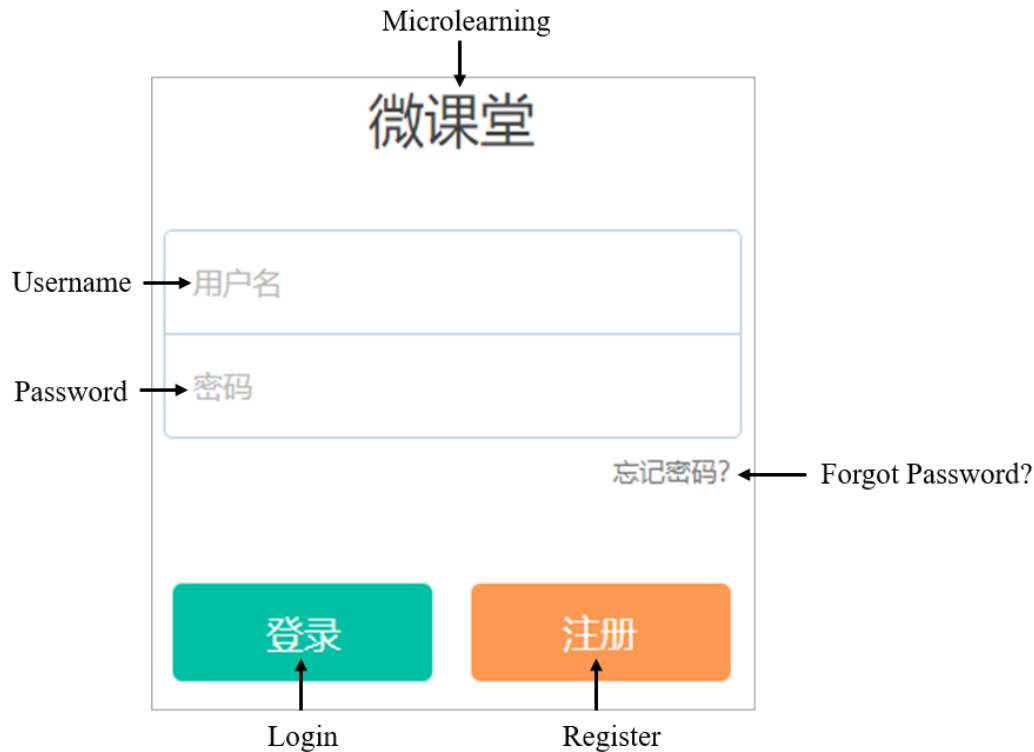 Microlearning
微课堂
Username
用户名
Password
密码
忘记密码?
Forgot Password?
登录
注册
Login
Register